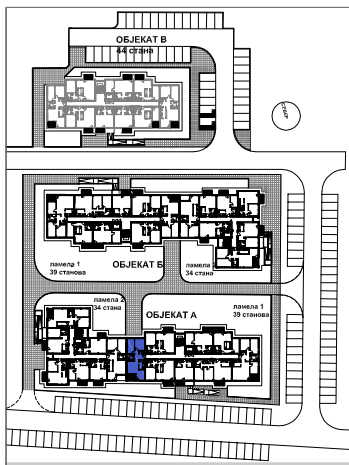 ОБЈЕКАТ В
44 стана
СЕВЕР
ламела 1
39 станова
ОБЈЕКАТ Б
ламела 2
34 стана
ламела 2
34 стана
ОБЈЕКАТ А
ламела 1
39 станова